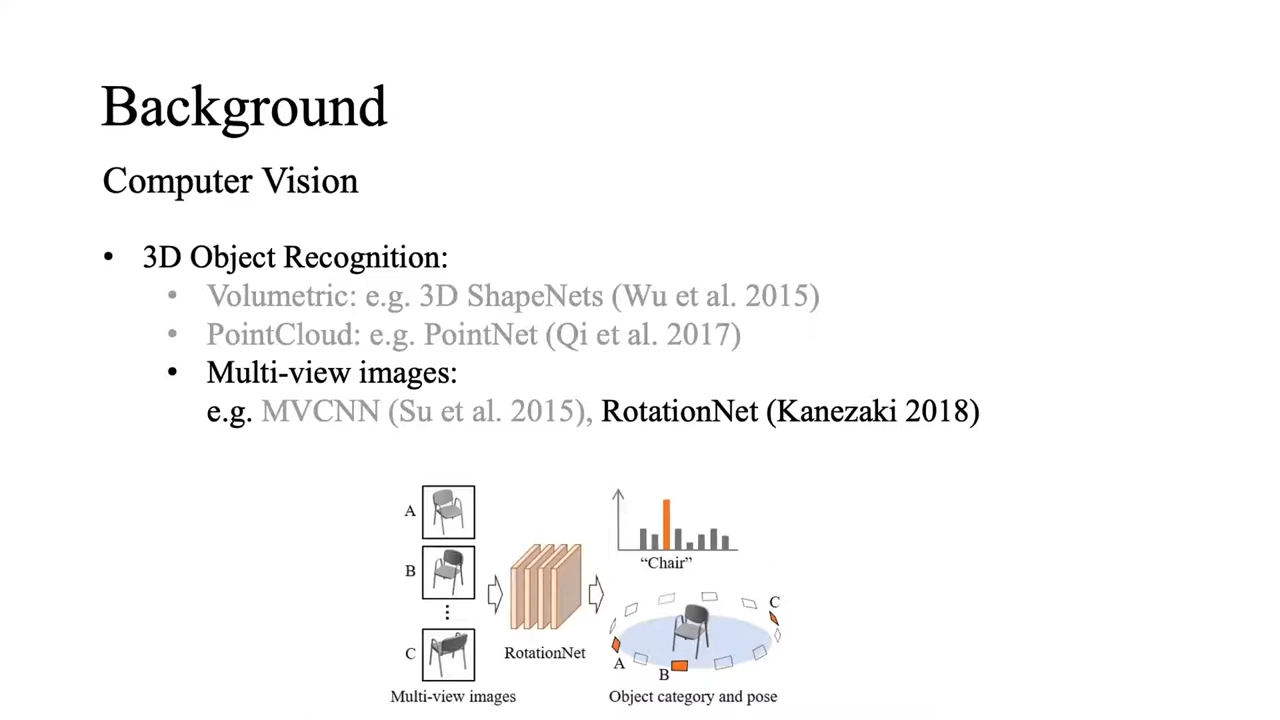 Background
Computer Vision
• 3D Object Recognition:
• Volumetric: e.g. 3D ShapeNets (Wu et al. 2015)
• PointCloud: e.g. PointNet (Qi et al. 2017)
• Multi-view images:
e.g. MVCNN (Su et al. 2015), RotationNet (Kanezaki 2018)
A
B
⋮
C
Multi-view images
RotationNet
“Chair”
C
A
B
Object category and pose